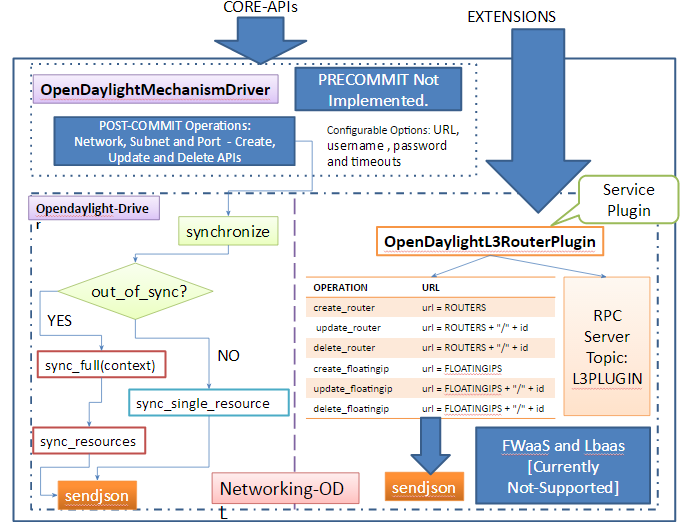 CORE-APIs
EXTENSIONS
OpenDaylightMechanismDriver
PRECOMMIT Not
Implemented.
POST-COMMIT Operations:
Network, Subnet and Port - Create,
Update and Delete APIs
Configurable Options: URL,
username , password
and timeouts
Service
Plugin
Opendaylight-Drive
r
synchronize
OpenDaylightL3RouterPlugin
out_of_sync?
YES
NO
sync_full(context)
sync_single_resource
sync_resources
sendjson
OPERATION URL
create_router url = ROUTERS
update_router url = ROUTERS + "/" + id
delete_router url = ROUTERS + "/" + id
create_floatingip url = FLOATINGIPS
update_floatingip url = FLOATINGIPS + "/" + id
delete_floatingip url = FLOATINGIPS + "/" + id
RPC
Server
Topic:
L3PLUGIN
sendjson
FWaaS and Lbaas
[Currently
Not-Supported]
Networking-OD
L